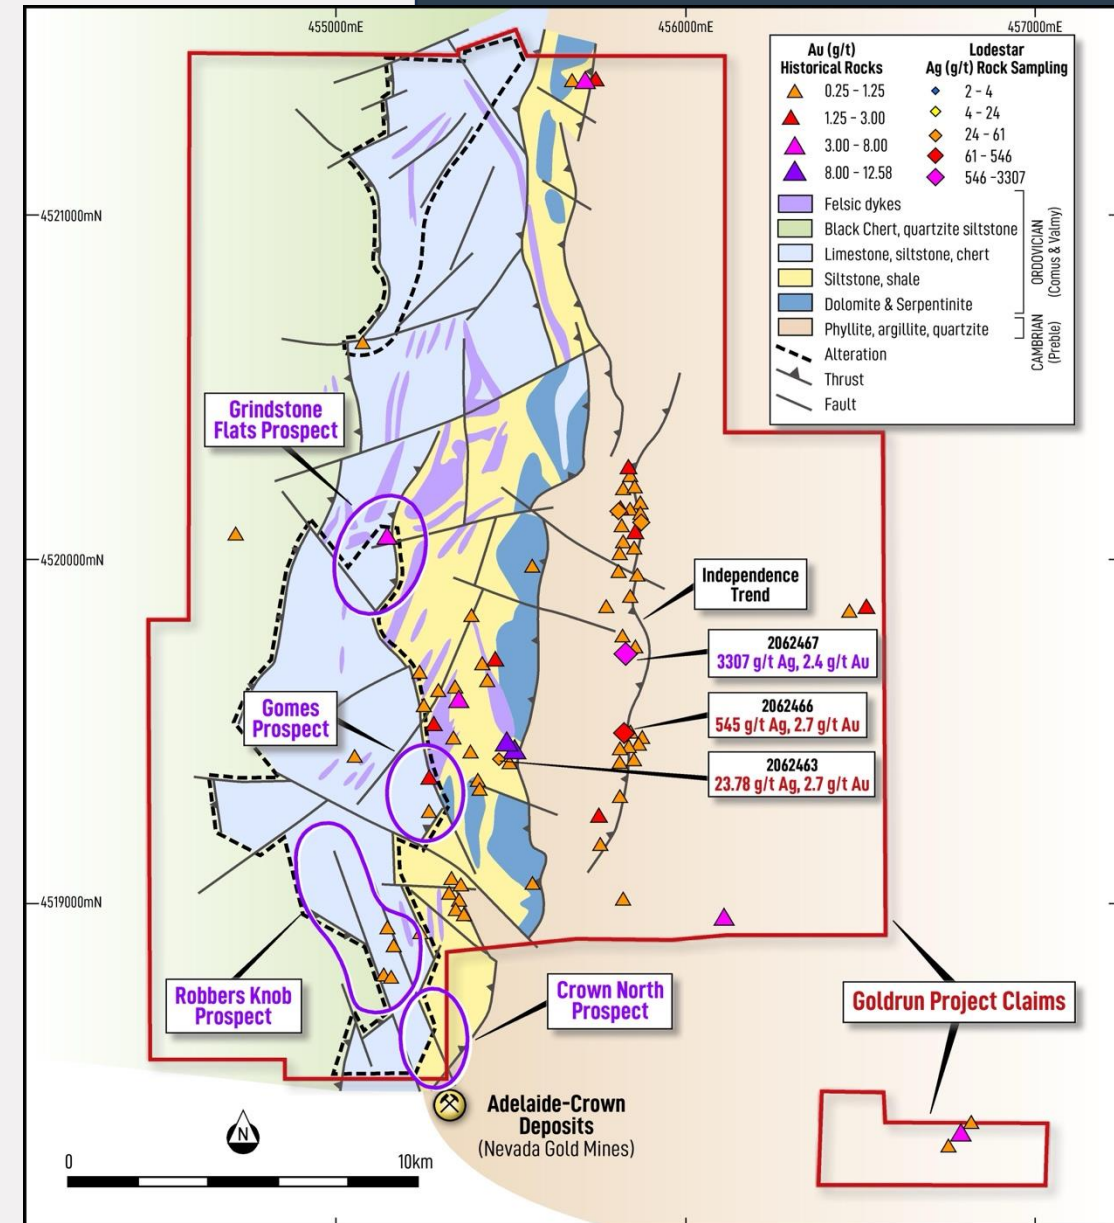 455000mE
456000mE
457000mE
Au (g/t)
Historical Rocks
0.25 - 1.25
1.25 - 3.00
3.00 - 8.00
8.00 - 12.58
Lodestar
Ag (g/t) Rock Sampling
2 - 4
4 - 24
24 - 61
61 - 546
546 -3307
Felsic dykes
Black Chert, quartzite siltstone
Limestone, siltstone, chert
Siltstone, shale
Dolomite & Serpentinite
Phyllite, argillite, quartzite
Alteration
Thrust
Fault
ORDOVICIAN
(Comus & Valmy)
CAMBRIAN
(Preble)
4521000mN
Grindstone
Flats Prospect
4520000mN
Independence
Trend
2062467
3307 g/t Ag, 2.4 g/t Au
2062466
545 g/t Ag, 2.7 g/t Au
2062463
23.78 g/t Ag, 2.7 g/t Au
Gomes
Prospect
4519000mN
Robbers Knob
Prospect
Crown North
Prospect
Goldrun Project Claims
Adelaide-Crown
Deposits
(Nevada Gold Mines)
N
0
10km